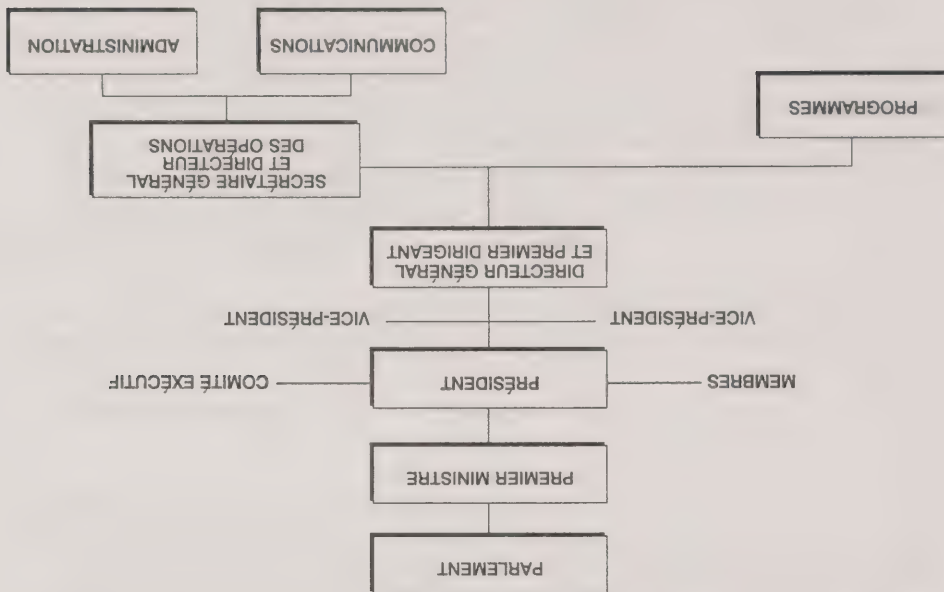 PARLEMENT
PREMIER MINISTRE
MEMBRES
PRÉSIDENT
COMITÉ EXÉCUTIF
VICE-PRÉSIDENT
VICE-PRÉSIDENT
DIRECTEUR GÉNÉRAL
ET PREMIER DIRIGEANT
PROGRAMMES
SECRÉTAIRE GÉNÉRAL
ET DIRECTEUR
DES OPERATIONS
COMMUNICATIONS
ADMINISTRATION